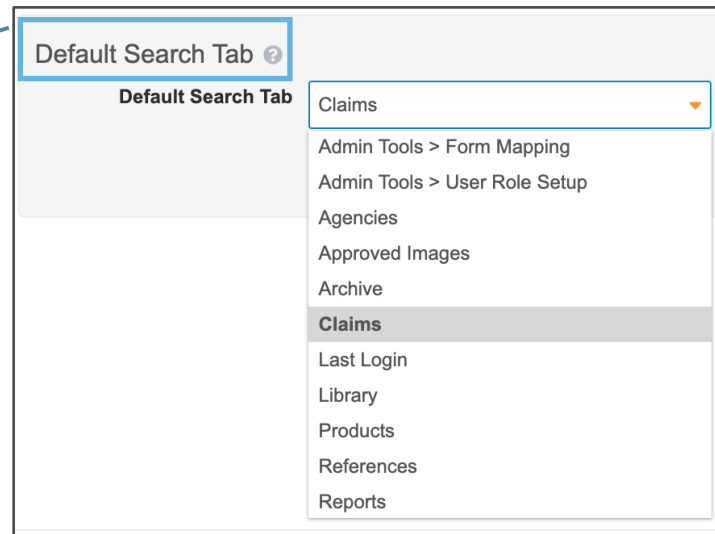 Default Search Tab ?
Default Search Tab Claims
Admin Tools > Form Mapping
Admin Tools > User Role Setup
Agencies
Approved Images
Archive
Claims
Last Login
Library
Products
References
Reports